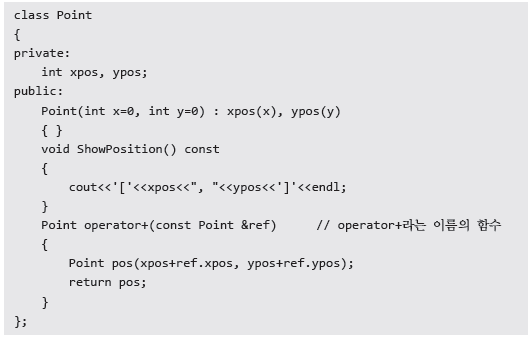 class Point
{
private:
    int xpos, ypos;
public:
    Point(int x=0, int y=0) : xpos(x), ypos(y)
    { }
    void ShowPosition() const
    {
        cout<<'['<<xpos<<", "<<ypos<<']'<<endl;
    }
    Point operator+(const Point &ref)     // operator+라는 이름의 함수
    {
        Point pos(xpos+ref.xpos, ypos+ref.ypos);
        return pos;
    }
};